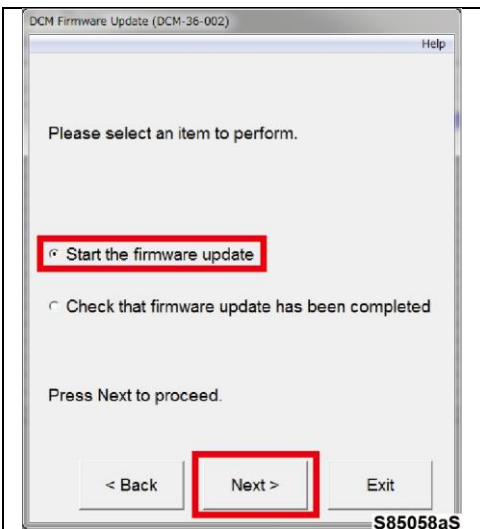 DCM Firmware Update (DCM-36-002)
Help
Please select an item to perform.
Start the firmware update
Check that firmware update has been completed
Press Next to proceed.
< Back Next > Exit
S85058aS